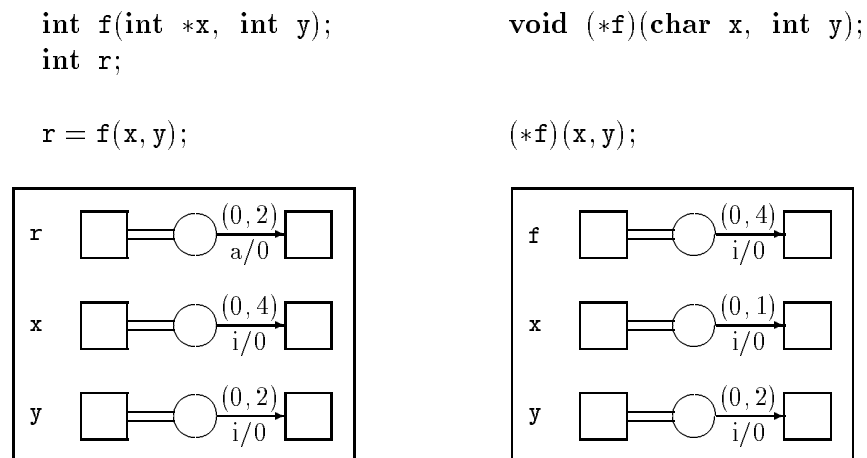 int f(int *x, int y);
int r;
r = f(x, y);
r (0, 2)
a/0
x (0, 4)
i/0
y (0, 2)
i/0
void (*f)(char x, int y);
(*f)(x, y);
f (0, 4)
i/0
x (0, 1)
i/0
y (0, 2)
i/0